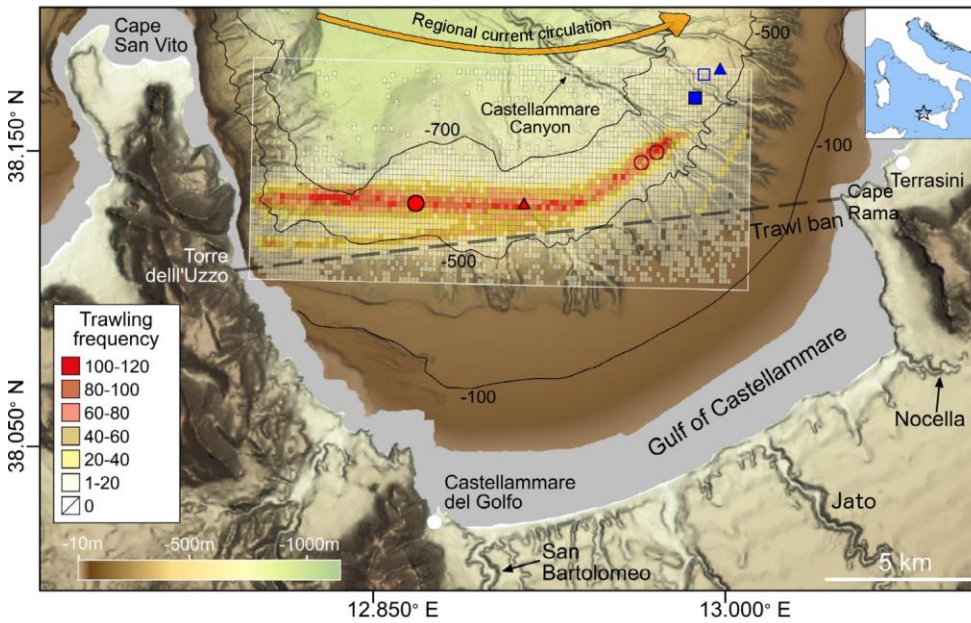 Cape
San Vito
Regional current circulation
-500
Castellammare
Canyon
-700
38.150° N
-100
Terrasini
Cape
Rama
Trawl ban
Torre
delll'Uzzo
-500
Trawling
frequency
100-120
80-100
60-80
40-60
20-40
1-20
0
-100
Gulf of Castellammare
Nocella
38.050° N
Castellammare
del Golfo
Jato
-10m
-500m
-1000m
San
Bartolomeo
5 km
12.850° E
13.000° E